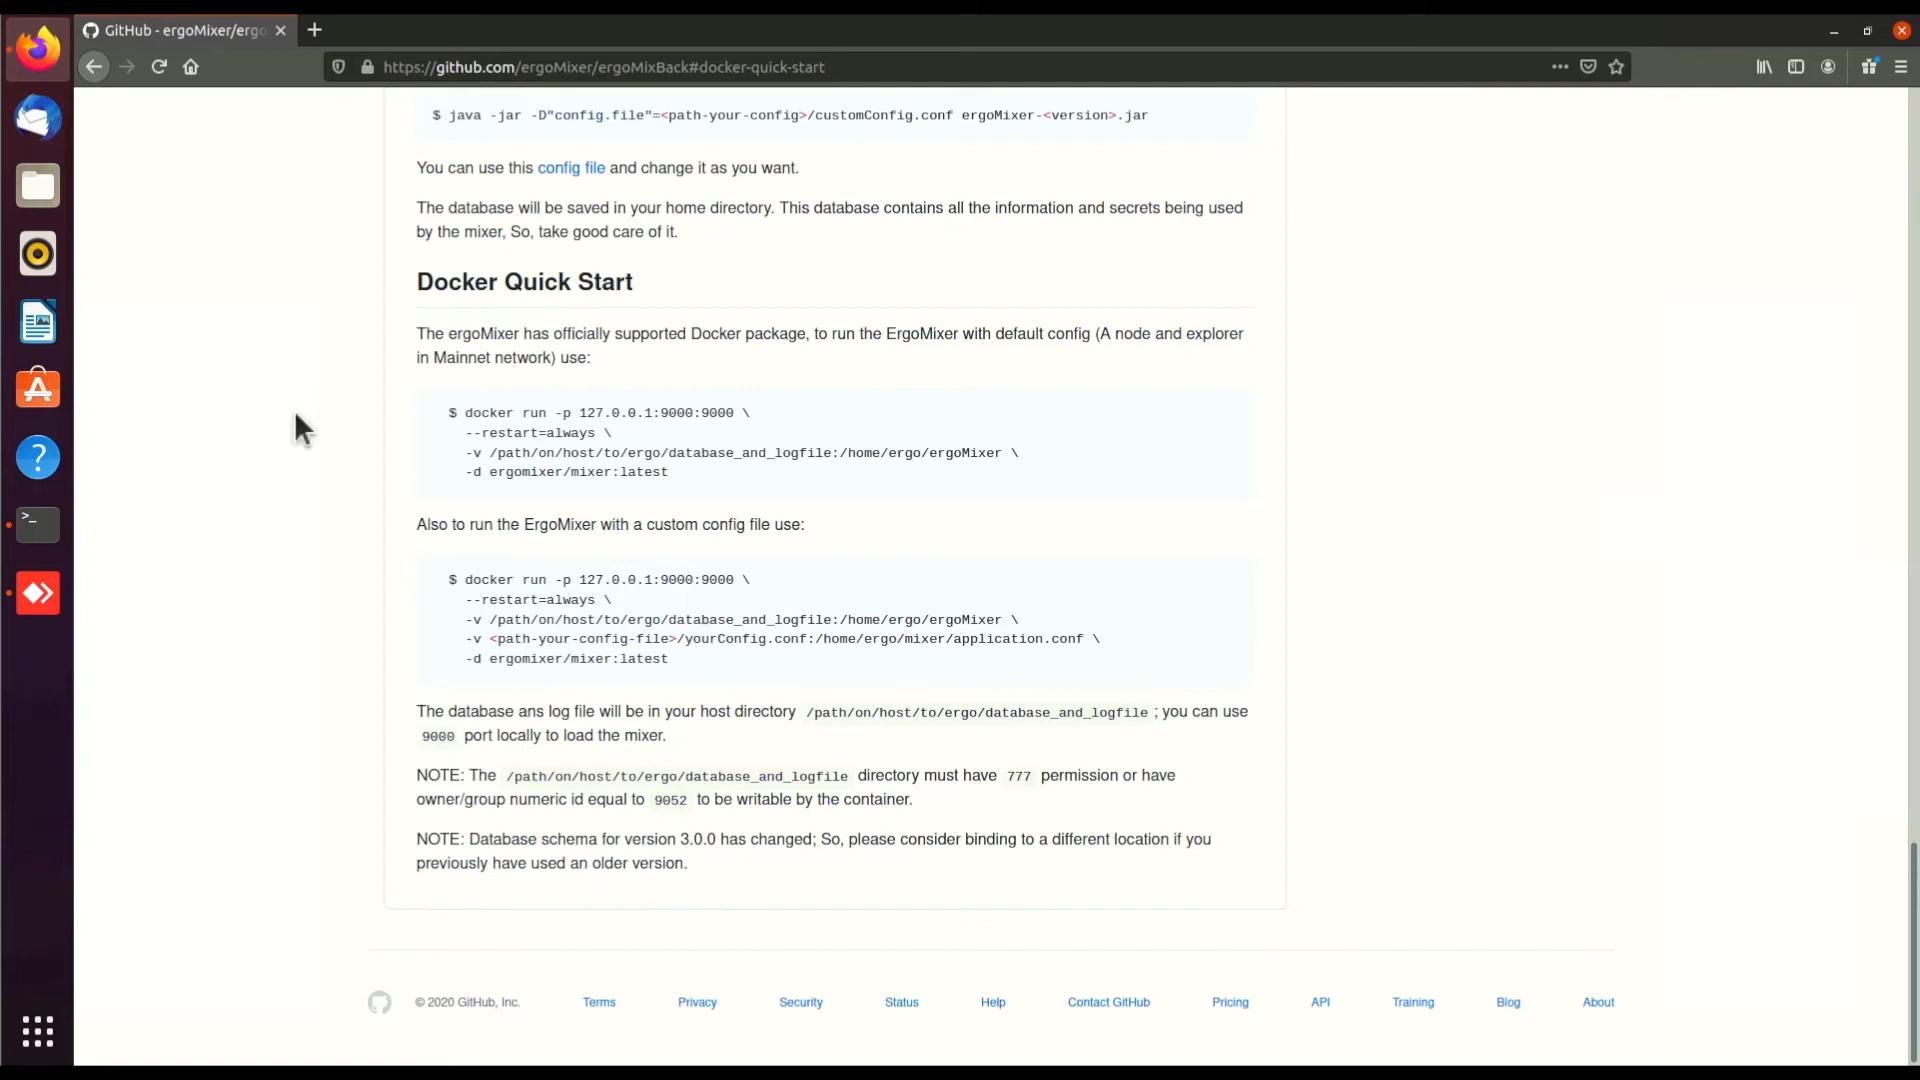 GitHub - ergoMixer/ergo
https://github.com/ergoMixer/ergoMixBack#docker-quick-start
$ java -jar -D"config.file"=<path-your-config>/customConfig.conf ergoMixer-<version>.jar
You can use this config file and change it as you want.
The database will be saved in your home directory. This database contains all the information and secrets being used
by the mixer, So, take good care of it.
Docker Quick Start
The ergoMixer has officially supported Docker package, to run the ErgoMixer with default config (A node and explorer
in Mainnet network) use:
$ docker run -p 127.0.0.1:9000:9000 \
--restart=always \
-v /path/on/host/to/ergo/database_and_logfile:/home/ergo/ergoMixer \
-d ergomixer/mixer:latest
Also to run the ErgoMixer with a custom config file use:
$ docker run -p 127.0.0.1:9000:9000 \
--restart=always \
-v /path/on/host/to/ergo/database_and_logfile:/home/ergo/ergoMixer \
-v <path-your-config-file>/yourConfig.conf:/home/ergo/mixer/application.conf \
-d ergomixer/mixer:latest
The database ans log file will be in your host directory /path/on/host/to/ergo/database_and_logfile ; you can use
9000 port locally to load the mixer.
NOTE: The /path/on/host/to/ergo/database_and_logfile directory must have 777 permission or have
owner/group numeric id equal to 9052 to be writable by the container.
NOTE: Database schema for version 3.0.0 has changed; So, please consider binding to a different location if you
previously have used an older version.
© 2020 GitHub, Inc. Terms Privacy Security Status Help Contact GitHub Pricing API Training Blog About